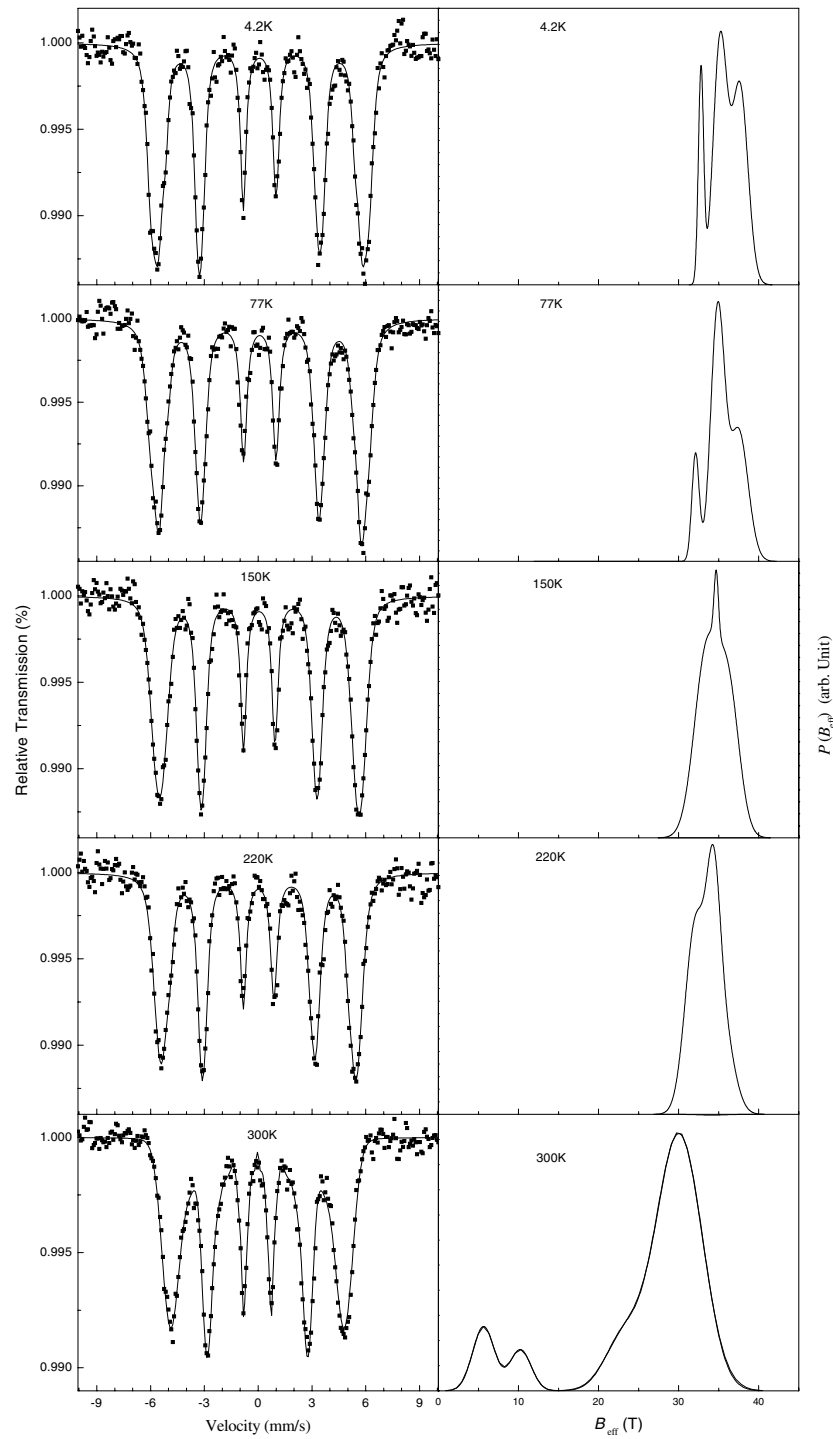 4.2K
4.2K
1.000
0.995
0.990
77K
77K
1.000
0.995
0.990
150K
150K
1.000
0.995
0.990
220K
220K
1.000
0.995
0.990
300K
300K
1.000
0.995
0.990
Relative Transmission (%)
P(B_eff) (arb. Unit)
-9 -6 -3 0 3 6 9
0 10 20 30 40
Velocity (mm/s)
B_eff (T)